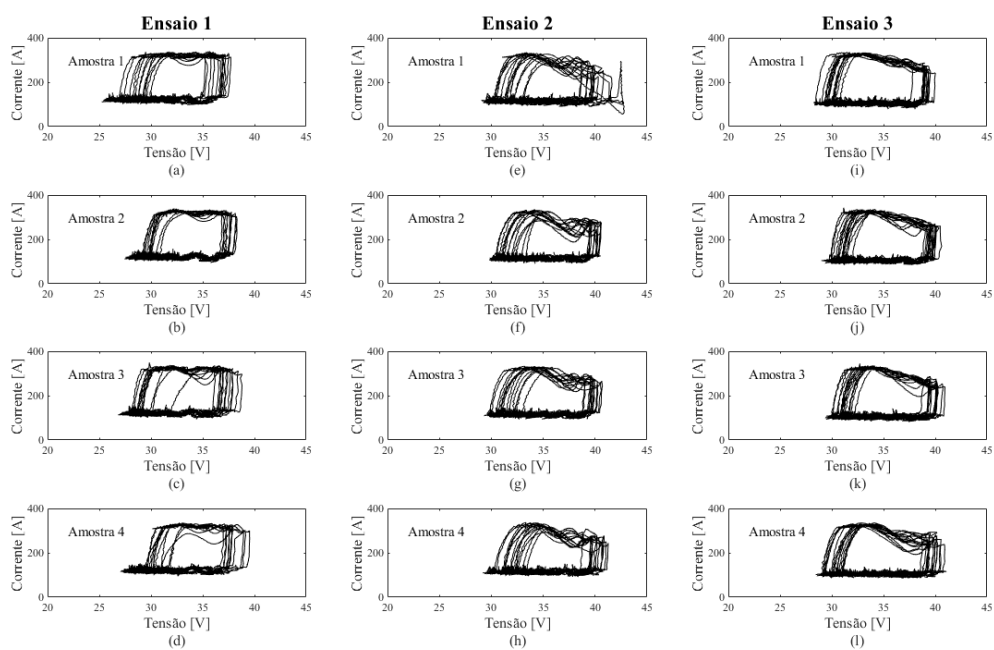 Ensaio 1
Corrente [A]
400
200
0
Amostra 1
20 25 30 35 40 45
Tensão [V]
(a)
Ensaio 2
Corrente [A]
400
200
0
Amostra 1
20 25 30 35 40 45
Tensão [V]
(e)
Ensaio 3
Corrente [A]
400
200
0
Amostra 1
20 25 30 35 40 45
Tensão [V]
(i)
Corrente [A]
400
200
0
Amostra 2
20 25 30 35 40 45
Tensão [V]
(b)
Corrente [A]
400
200
0
Amostra 2
20 25 30 35 40 45
Tensão [V]
(f)
Corrente [A]
400
200
0
Amostra 2
20 25 30 35 40 45
Tensão [V]
(j)
Corrente [A]
400
200
0
Amostra 3
20 25 30 35 40 45
Tensão [V]
(c)
Corrente [A]
400
200
0
Amostra 3
20 25 30 35 40 45
Tensão [V]
(g)
Corrente [A]
400
200
0
Amostra 3
20 25 30 35 40 45
Tensão [V]
(k)
Corrente [A]
400
200
0
Amostra 4
20 25 30 35 40 45
Tensão [V]
(d)
Corrente [A]
400
200
0
Amostra 4
20 25 30 35 40 45
Tensão [V]
(h)
Corrente [A]
400
200
0
Amostra 4
20 25 30 35 40 45
Tensão [V]
(l)